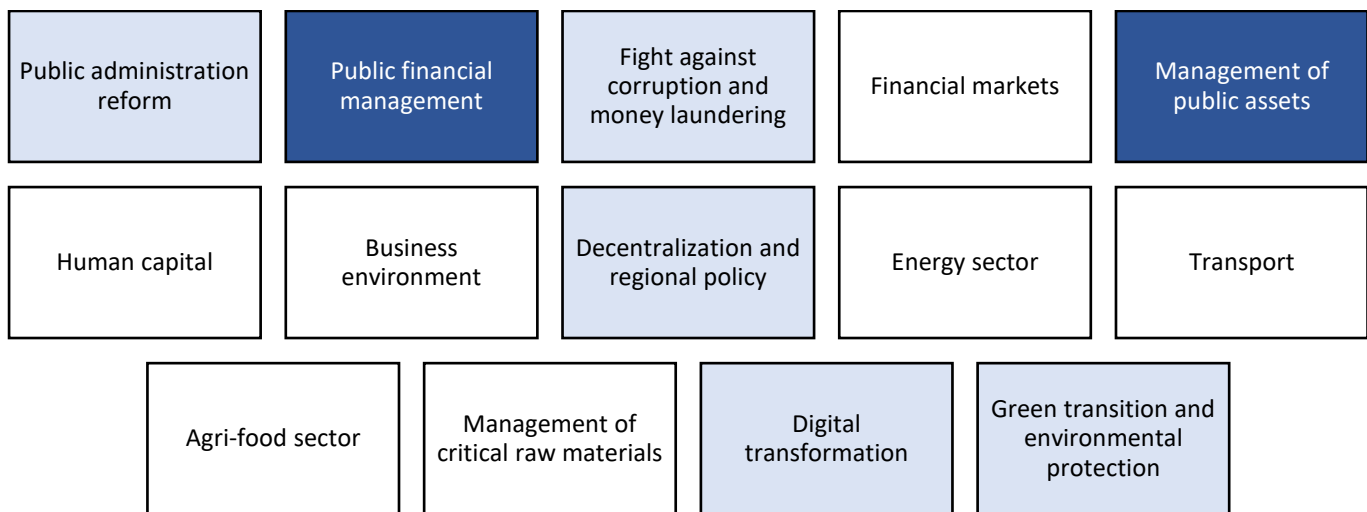 Public administration
reform
Public financial
management
Fight against
corruption and
money laundering
Financial markets
Management of
public assets
Human capital
Business
environment
Decentralization and
regional policy
Energy sector
Transport
Agri-food sector
Management of
critical raw materials
Digital
transformation
Green transition and
environmental
protection